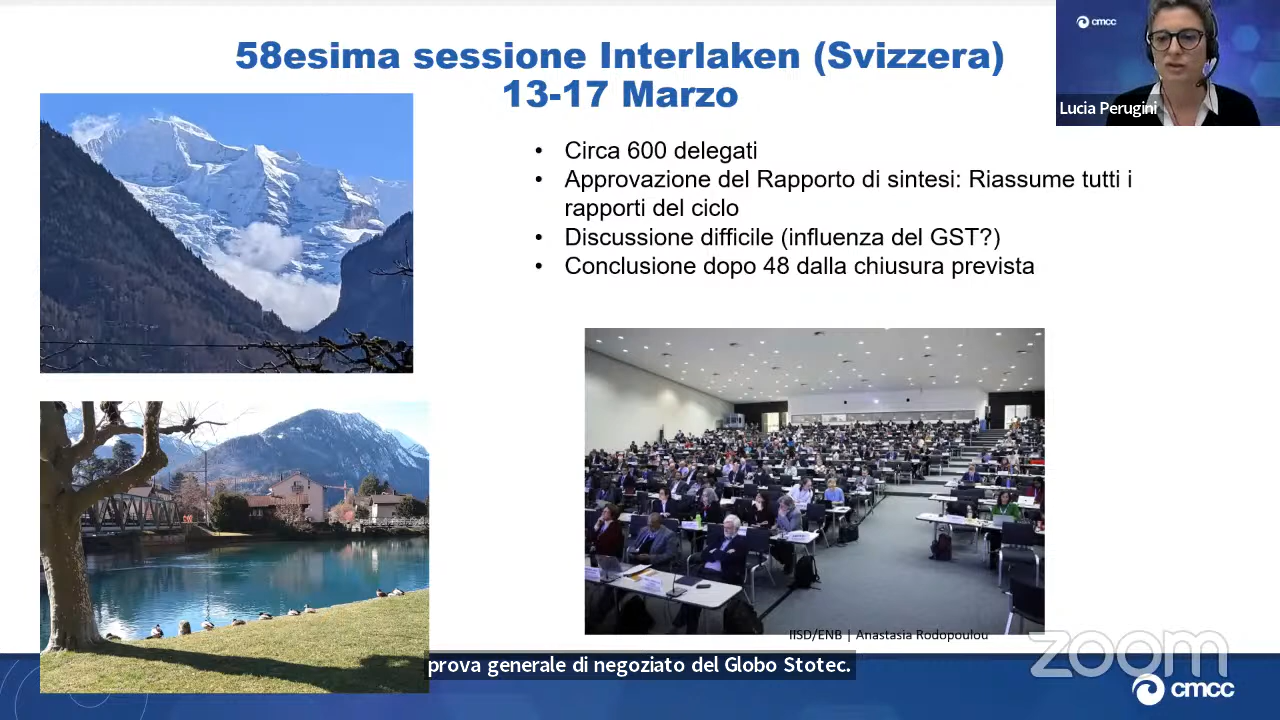 cmcc
Lucia Perugini
58esima sessione Interlaken (Svizzera)
13-17 Marzo
• Circa 600 delegati
• Approvazione del Rapporto di sintesi: Riassume tutti i
rapporti del ciclo
• Discussione difficile (influenza del GST?)
• Conclusione dopo 48 dalla chiusura prevista
IISD/ENB | Anastasia Rodopoulou
prova generale di negoziato del Globo Stotec.
zoom
cmcc